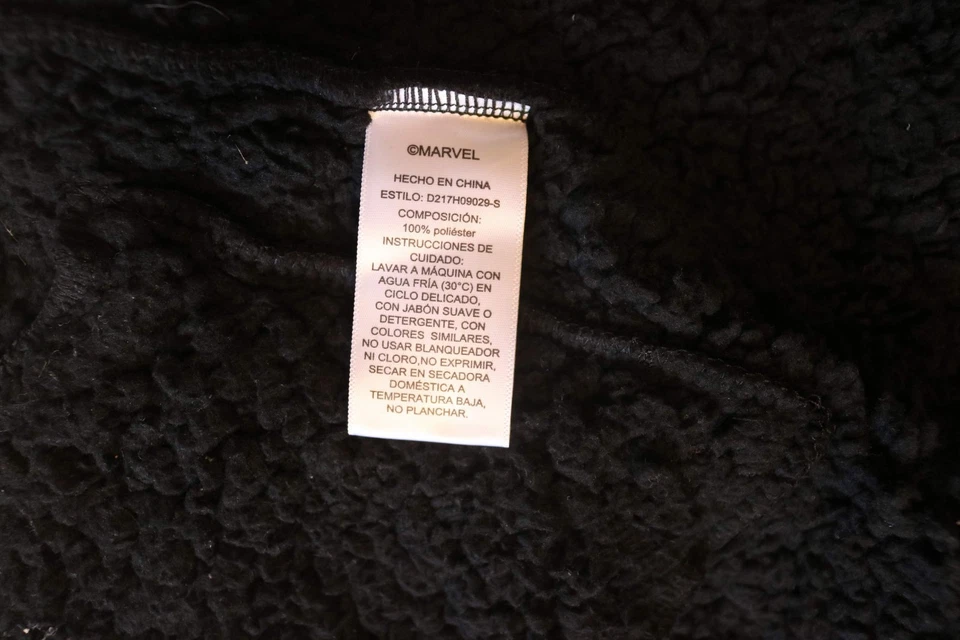 ©MARVEL
HECHO EN CHINA
ESTILO: D217H09029-S
COMPOSICIÓN:
100% poliéster
INSTRUCCIONES DE
CUIDADO:
LAVAR A MÁQUINA CON
AGUA FRÍA (30°C) EN
CICLO DELICADO,
CON JABÓN SUAVE O
DETERGENTE, CON
COLORES SIMILARES,
NO USAR BLANQUEADOR
NI CLORO,NO EXPRIMIR,
SECAR EN SECADORA
DOMÉSTICA A
TEMPERATURA BAJA,
NO PLANCHAR.